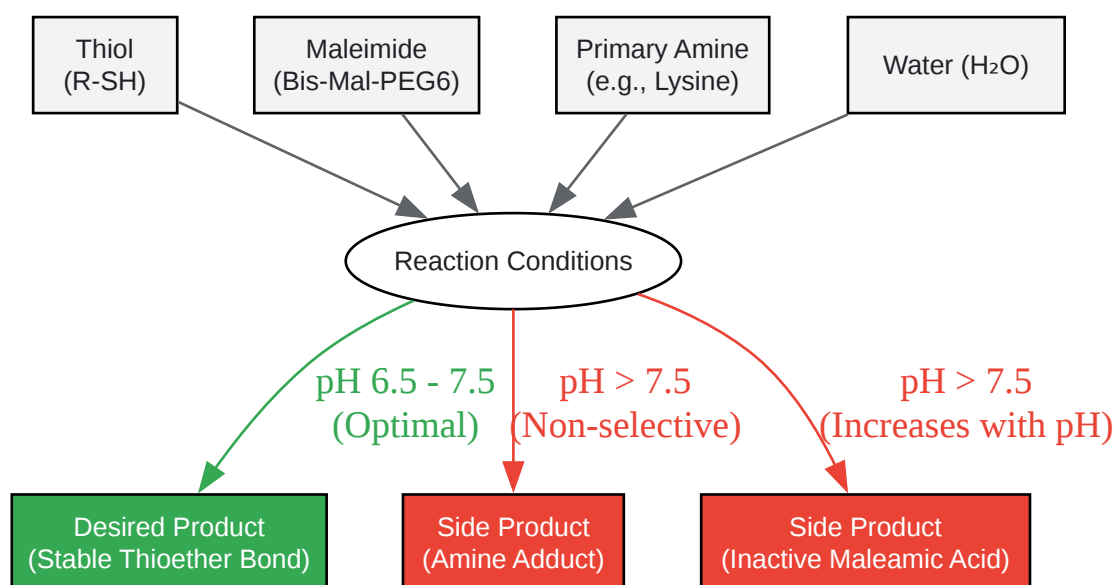 Thiol
(R-SH)
Maleimide
(Bis-Mal-PEG6)
Primary Amine
(e.g., Lysine)
Water (H₂O)
Reaction Conditions
pH 6.5 - 7.5
(Optimal)
pH > 7.5
(Non-selective)
pH > 7.5
(Increases with pH)
Desired Product
(Stable Thioether Bond)
Side Product
(Amine Adduct)
Side Product
(Inactive Maleamic Acid)